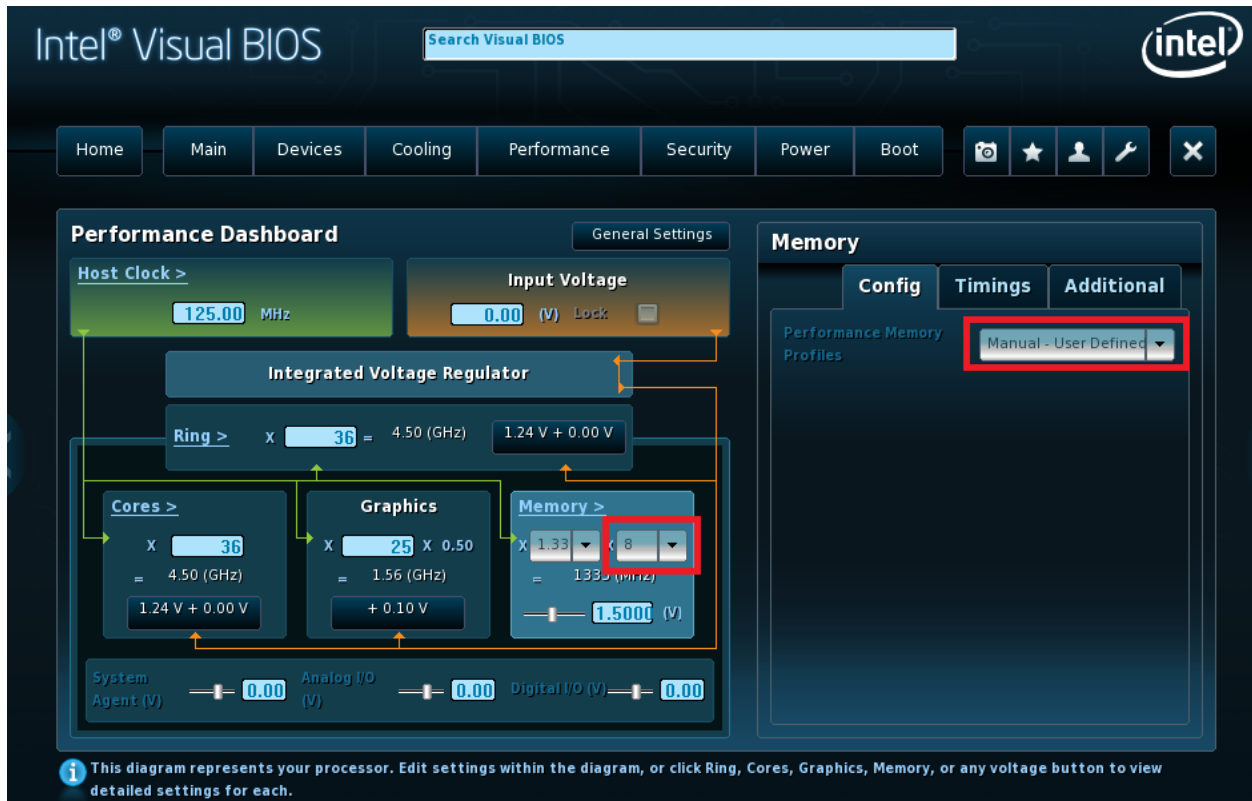 Intel® Visual BIOS
Search Visual BIOS
intel
Home Main Devices Cooling Performance Security Power Boot
Performance Dashboard
General Settings
Host Clock >
125.00 MHz
Input Voltage
0.00 (V) Lock
Integrated Voltage Regulator
Ring > X 36 = 4.50 (GHz) 1.24 V + 0.00 V
Cores >
X 36
= 4.50 (GHz)
1.24 V + 0.00 V
Graphics
X 25 X 0.50
= 1.56 (GHz)
+ 0.10 V
Memory >
X 1.33 X 8
= 1333 (MHz)
1.5000 (V)
System
Agent (V) 0.00
Analog I/O
(V) 0.00
Digital I/O (V) 0.00
Memory
Config Timings Additional
Performance Memory
Profiles
Manual - User Defined
This diagram represents your processor. Edit settings within the diagram, or click Ring, Cores, Graphics, Memory, or any voltage button to view
detailed settings for each.